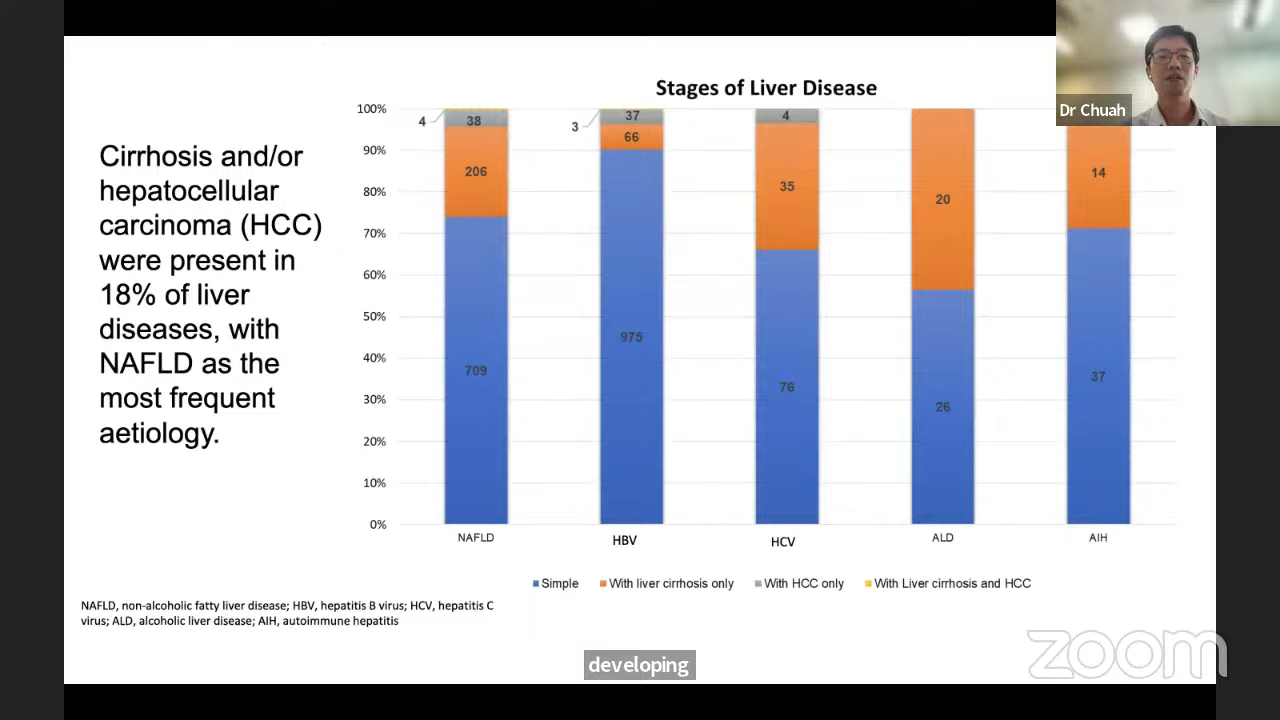 Dr Chuah
Stages of Liver Disease
Cirrhosis and/or
hepatocellular
carcinoma (HCC)
were present in
18% of liver
diseases, with
NAFLD as the
most frequent
aetiology.
100%
90%
80%
70%
60%
50%
40%
30%
20%
10%
0%
4
38
206
709
3
37
66
975
4
35
76
20
26
14
37
NAFLD
HBV
HCV
ALD
AIH
Simple
With liver cirrhosis only
With HCC only
With Liver cirrhosis and HCC
NAFLD, non-alcoholic fatty liver disease; HBV, hepatitis B virus; HCV, hepatitis C
virus; ALD, alcoholic liver disease; AIH, autoimmune hepatitis
developing
zoom